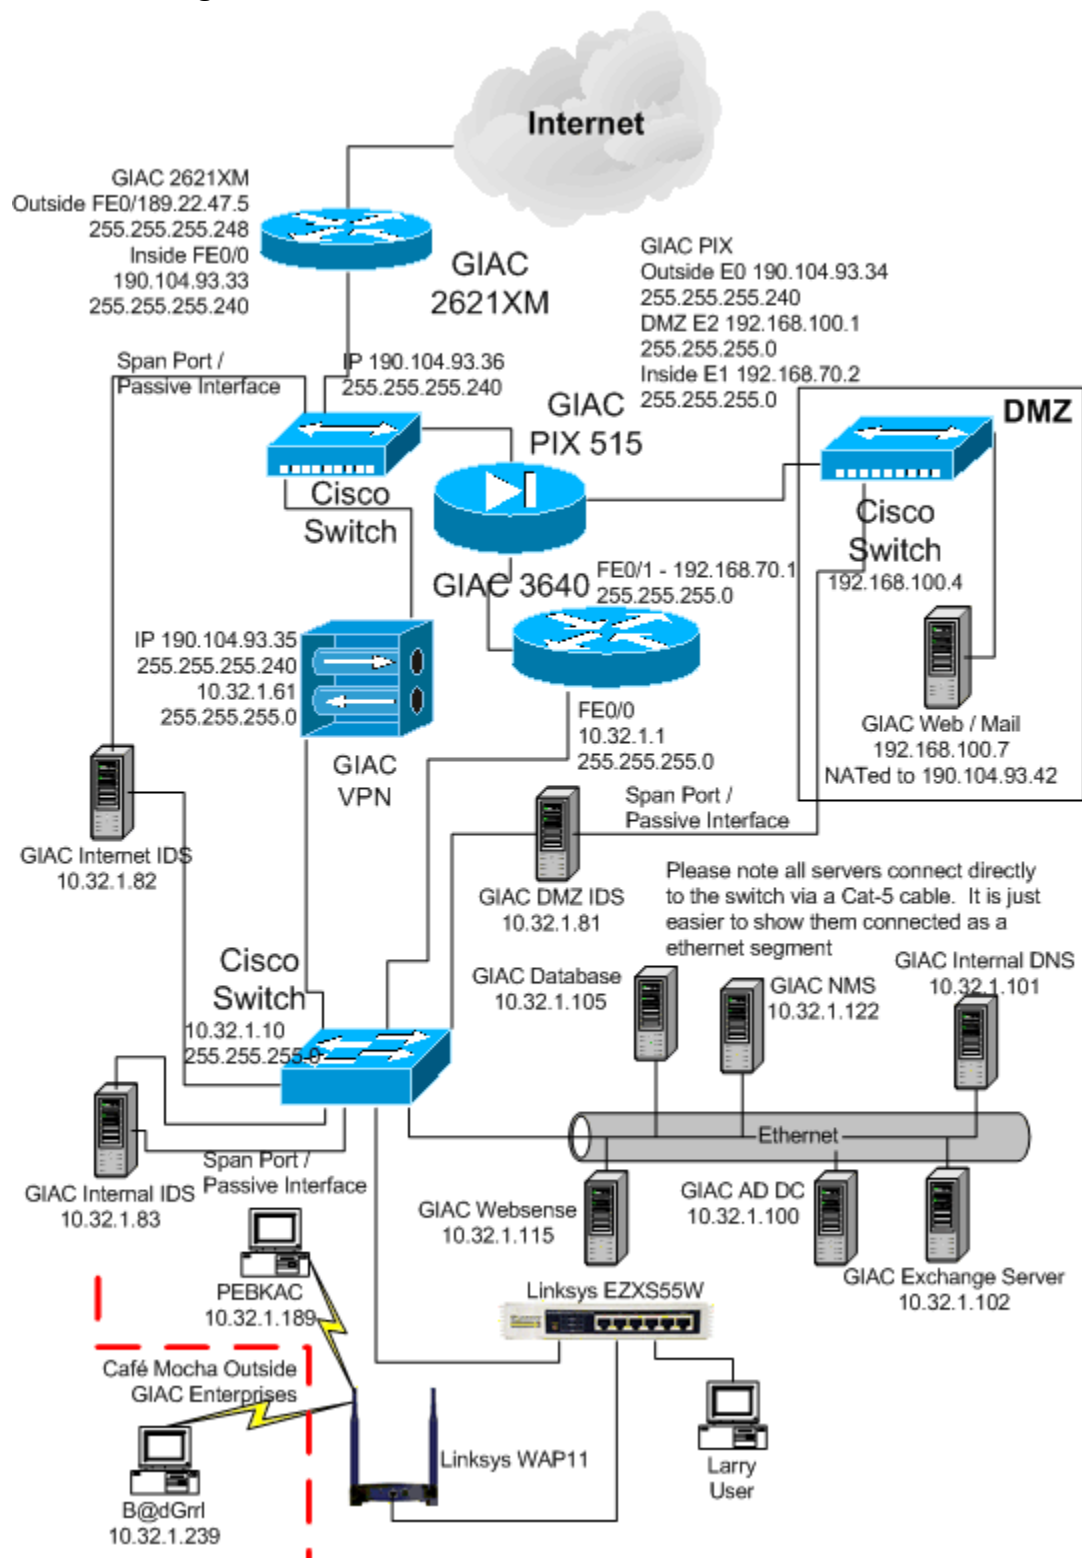 Internet
GIAC 2621XM
Outside FE0/189.22.47.5
255.255.255.248
Inside FE0/0
190.104.93.33
255.255.255.240
GIAC
2621XM
GIAC PIX
Outside E0 190.104.93.34
255.255.255.240
DMZ E2 192.168.100.1
255.255.255.0
Inside E1 192.168.70.2
255.255.255.0
Span Port /
Passive Interface
IP 190.104.93.36
255.255.255.240
GIAC
PIX 515
DMZ
Cisco
Switch
Cisco
Switch
192.168.100.4
GIAC 3640
FE0/1 - 192.168.70.1
255.255.255.0
IP 190.104.93.35
255.255.255.240
10.32.1.61
255.255.255.0
GIAC
VPN
FE0/0
10.32.1.1
255.255.255.0
GIAC Web / Mail
192.168.100.7
NATed to 190.104.93.42
Span Port /
Passive Interface
GIAC Internet IDS
10.32.1.82
GIAC DMZ IDS
10.32.1.81
Please note all servers connect directly
to the switch via a Cat-5 cable. It is just
easier to show them connected as a
ethernet segment
Cisco
Switch
10.32.1.10
255.255.255.0
GIAC Database
10.32.1.105
GIAC NMS
10.32.1.122
GIAC Internal DNS
10.32.1.101
Ethernet
GIAC Internal IDS
10.32.1.83
Span Port /
Passive Interface
GIAC Websense
10.32.1.115
GIAC AD DC
10.32.1.100
GIAC Exchange Server
10.32.1.102
PEBKAC
10.32.1.189
Linksys EZXS55W
Café Mocha Outside
GIAC Enterprises
Linksys WAP11
Larry
User
B@dGrrl
10.32.1.239